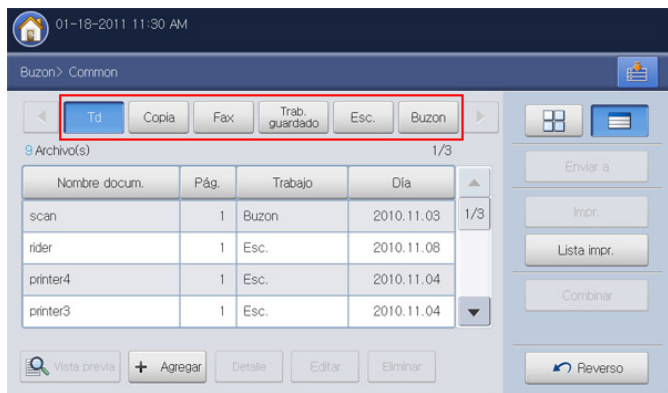 01-18-2011 11:30 AM
Buzon> Common
Td Copia Fax Trab. guardado Esc. Buzon
9 Archivo(s) 1/3
Nombre docum. Pág. Trabajo Día
scan 1 Buzon 2010.11.03 1/3
rider 1 Esc. 2010.11.08
printer4 1 Esc. 2010.11.04
printer3 1 Esc. 2010.11.04
Vista previa + Agregar Detalle Editar Eliminar
Enviar a
Impr.
Lista impr.
Combinar
Reverso